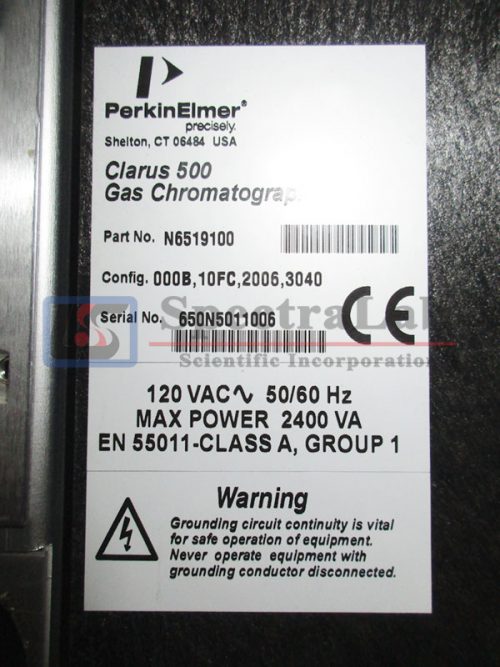 PerkinElmer®
precisely.
Shelton, CT 06484 USA
Clarus 500
Gas Chromatograp
Part No. N6519100
Config. 000B,10FC,2006,3040
CE
Serial No. 650N5011006
SpectraLab
Scientific Incorporation
120 VAC∿ 50/60 Hz
MAX POWER 2400 VA
EN 55011-CLASS A, GROUP 1
Warning
Grounding circuit continuity is vital
for safe operation of equipment.
Never operate equipment with
grounding conductor disconnected.